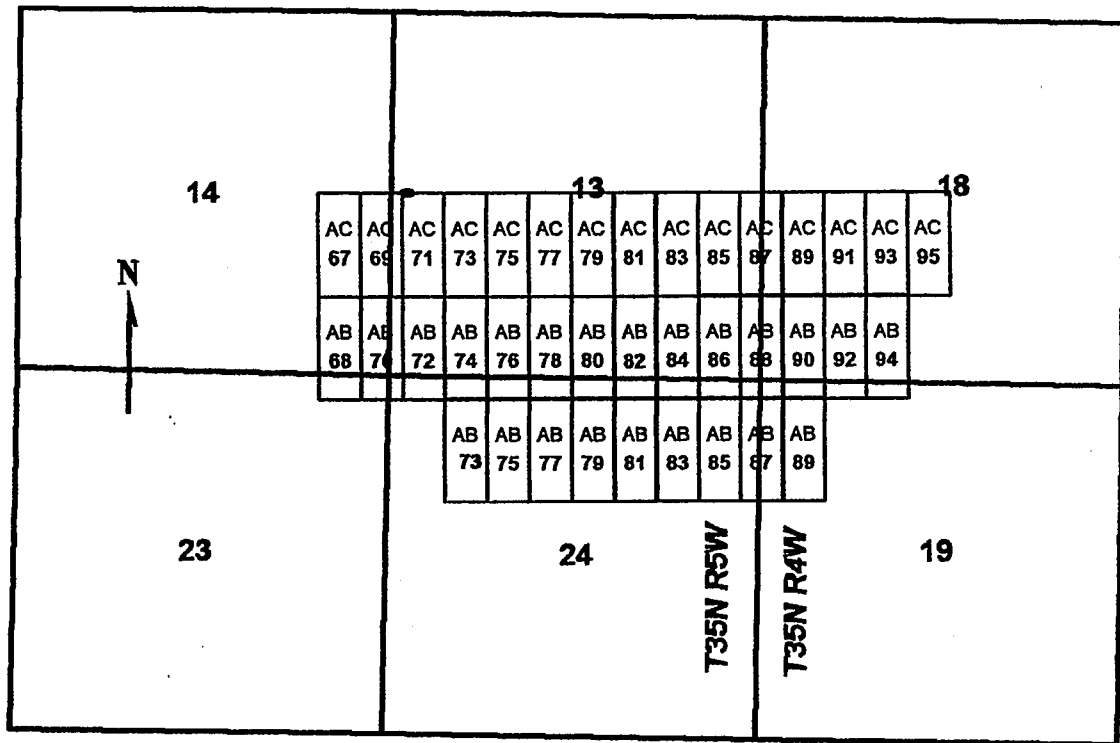 14 13 18
AC AC AC AC AC AC AC AC AC AC AC AC AC AC AC
67 69 71 73 75 77 79 81 83 85 87 89 91 93 95
N
AB AB AB AB AB AB AB AB AB AB AB AB AB AB
68 70 72 74 76 78 80 82 84 86 88 90 92 94
AB AB AB AB AB AB AB AB AB
73 75 77 79 81 83 85 87 89
23 24 19
T35N R5W
T35N R4W